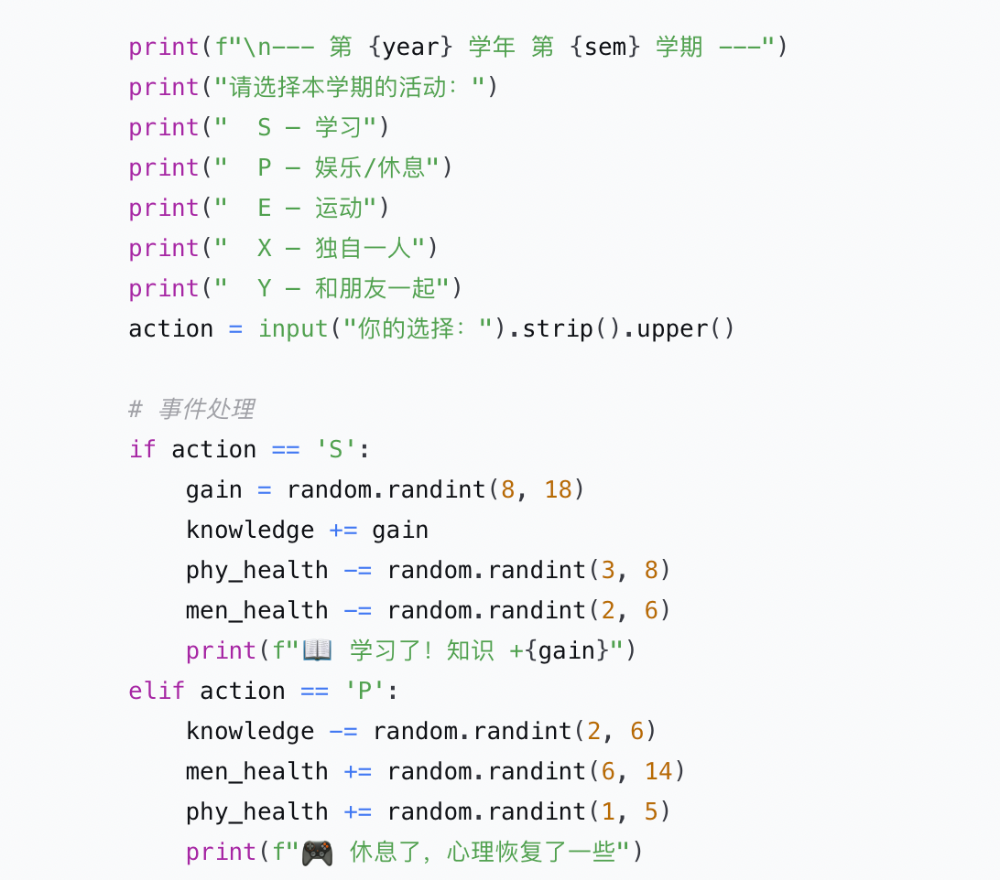 print(f"\n--- 第 {year} 学年 第 {sem} 学期 ---")
print("请选择本学期的活动：")
print("  S - 学习")
print("  P - 娱乐/休息")
print("  E - 运动")
print("  X - 独自一人")
print("  Y - 和朋友一起")
action = input("你的选择：").strip().upper()

# 事件处理
if action == 'S':
    gain = random.randint(8, 18)
    knowledge += gain
    phy_health -= random.randint(3, 8)
    men_health -= random.randint(2, 6)
    print(f"📖 学习了！知识 +{gain}")
elif action == 'P':
    knowledge -= random.randint(2, 6)
    men_health += random.randint(6, 14)
    phy_health += random.randint(1, 5)
    print(f"🎮 休息了，心理恢复了一些")